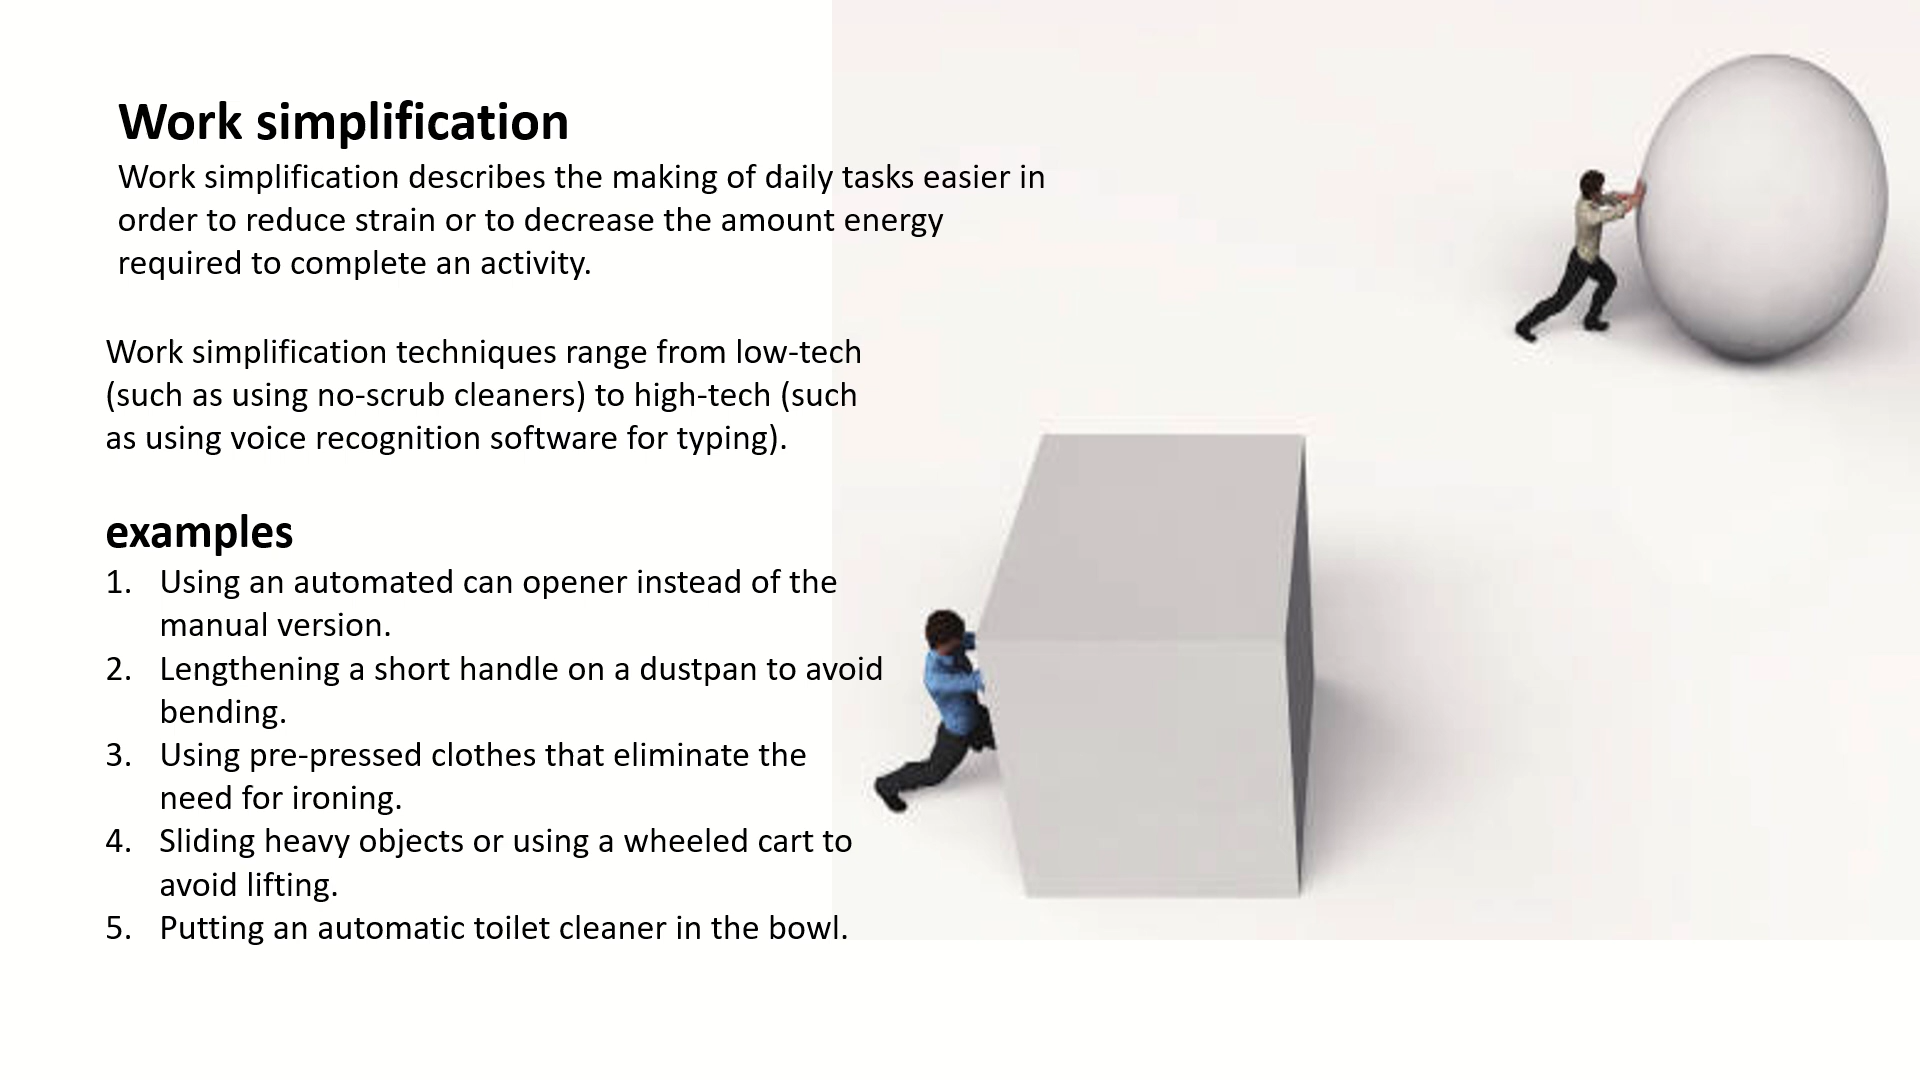 Work simplification
Work simplification describes the making of daily tasks easier in
order to reduce strain or to decrease the amount energy
required to complete an activity.
Work simplification techniques range from low-tech
(such as using no-scrub cleaners) to high-tech (such
as using voice recognition software for typing).
examples
1. Using an automated can opener instead of the
manual version.
2. Lengthening a short handle on a dustpan to avoid
bending.
3. Using pre-pressed clothes that eliminate the
need for ironing.
4. Sliding heavy objects or using a wheeled cart to
avoid lifting.
5. Putting an automatic toilet cleaner in the bowl.